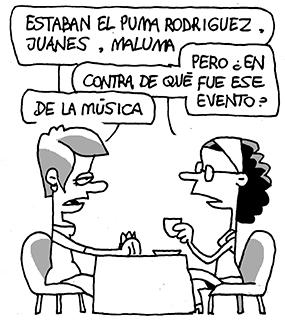 ESTABAN EL PUMA RODRIGUEZ,
JUANES, MALUMA
PERO ¿EN
CONTRA DE QUÉ FUE ESE
EVENTO?
DE LA MÚSICA